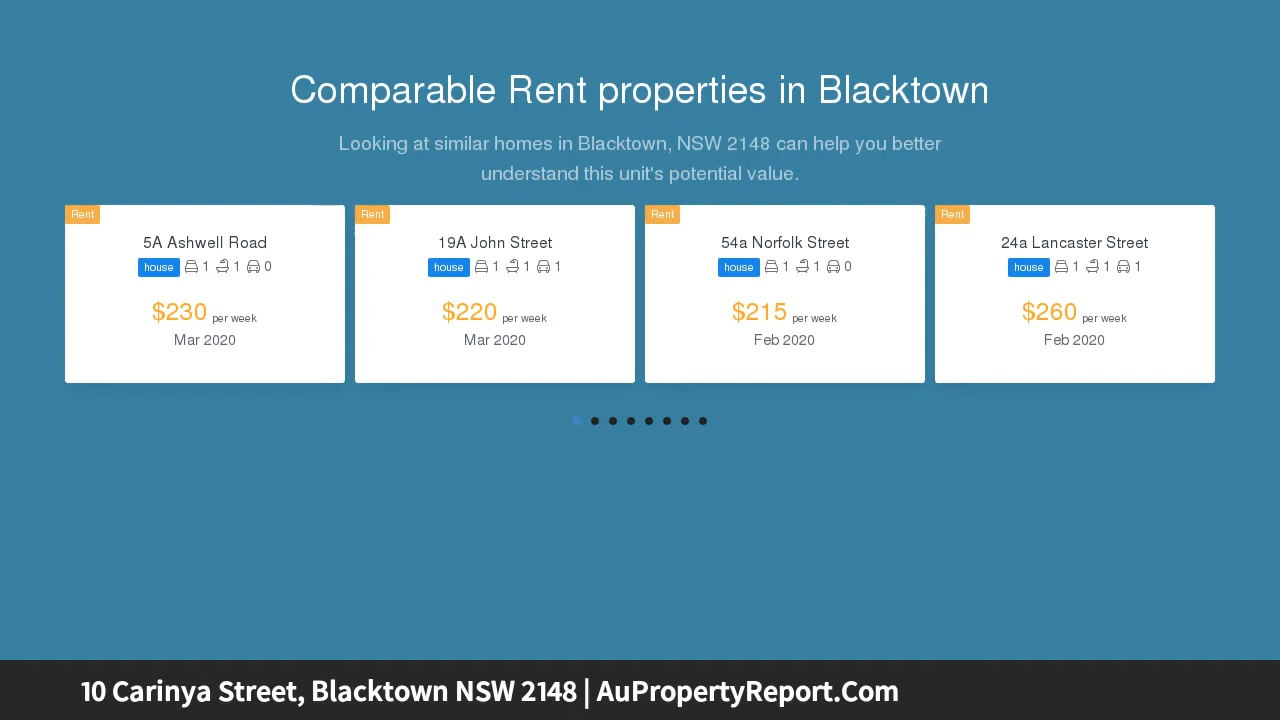 Comparable Rent properties in Blacktown
Looking at similar homes in Blacktown, NSW 2148 can help you better
understand this unit's potential value.
Rent
5A Ashwell Road
house 1 1 0
$230 per week
Mar 2020
Rent
19A John Street
house 1 1 1
$220 per week
Mar 2020
Rent
54a Norfolk Street
house 1 1 0
$215 per week
Feb 2020
Rent
24a Lancaster Street
house 1 1 1
$260 per week
Feb 2020
10 Carinya Street, Blacktown NSW 2148 | AuPropertyReport.Com